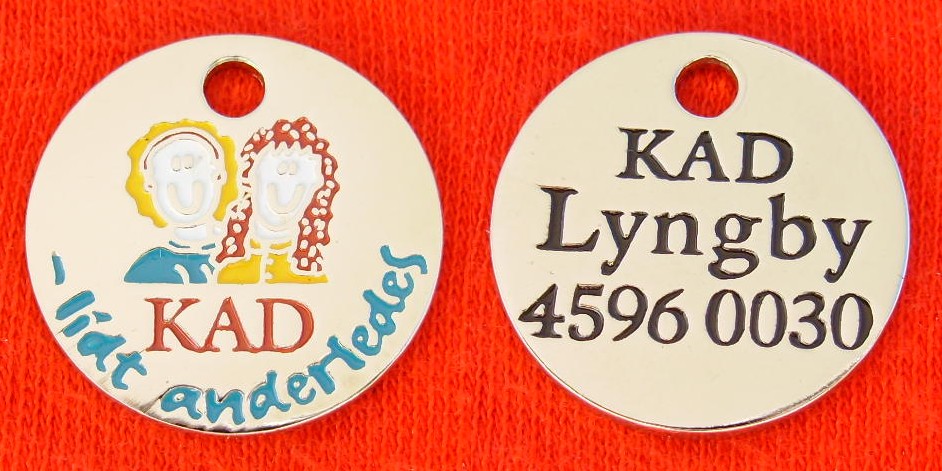 KAD
- lidt anderledes
KAD
Lyngby
4596 0030